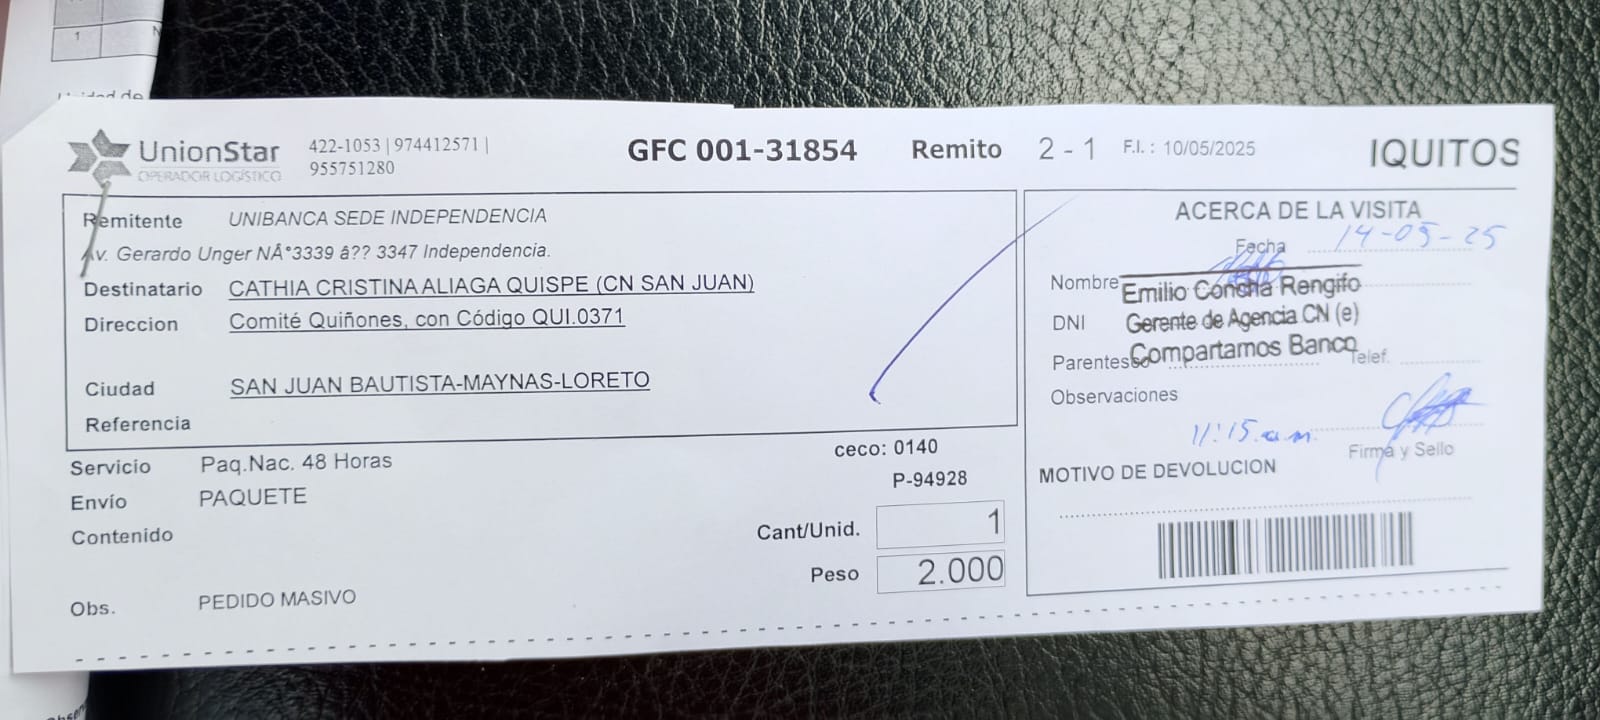 1
UnionStar
OPERADOR LOGÍSTICO
422-1053 | 974412571 |
955751280
GFC 001-31854
Remito
2 - 1
F.I. : 10/05/2025
IQUITOS
Remitente UNIBANCA SEDE INDEPENDENCIA
Av. Gerardo Unger NÂ°3339 â?? 3347 Independencia.
Destinatario CATHIA CRISTINA ALIAGA QUISPE (CN SAN JUAN)
Direccion Comité Quiñones, con Código QUI.0371
Ciudad SAN JUAN BAUTISTA-MAYNAS-LORETO
Referencia
Servicio Paq.Nac. 48 Horas
Envío PAQUETE
Contenido
Obs. PEDIDO MASIVO
ceco: 0140
P-94928
Cant/Unid. 1
Peso 2.000
ACERCA DE LA VISITA
Fecha 14-05-25
Nombre Emilio Concha Rengifo
DNI Gerente de Agencia CN (e)
Parentesco Compartamos Banco Telef.
Observaciones
11:15 a.m.
Firma y Sello
MOTIVO DE DEVOLUCION